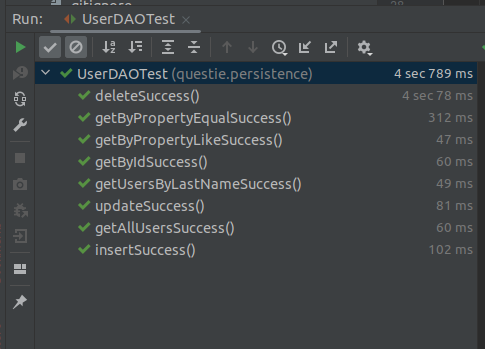 Run: UserDAOTest
UserDAOTest (questie.persistence) 4 sec 789 ms
deleteSuccess() 4 sec 78 ms
getByPropertyEqualSuccess() 312 ms
getByPropertyLikeSuccess() 47 ms
getByIdSuccess() 60 ms
getUsersByLastNameSuccess() 49 ms
updateSuccess() 81 ms
getAllUsersSuccess() 60 ms
insertSuccess() 102 ms